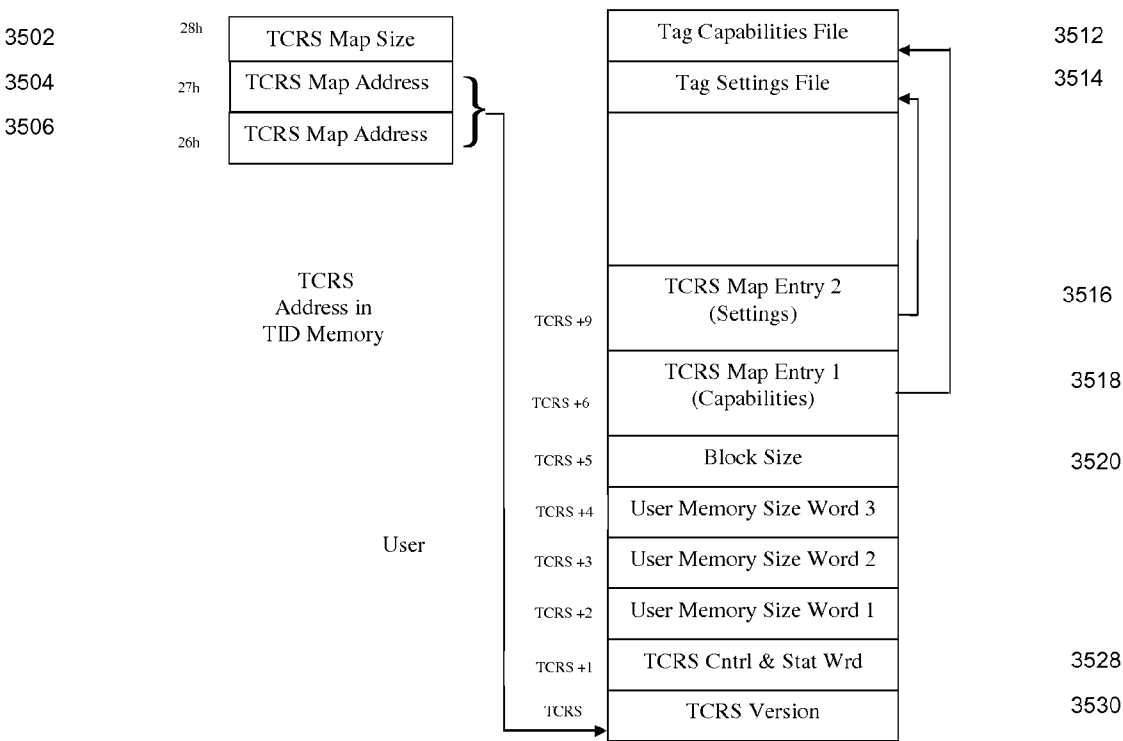 3502 28h TCRS Map Size Tag Capabilities File 3512
3504 27h TCRS Map Address Tag Settings File 3514
3506 26h TCRS Map Address
TCRS
Address in
TID Memory
TCRS Map Entry 2
(Settings)
TCRS +9
3516
TCRS Map Entry 1
(Capabilities)
TCRS +6
3518
TCRS +5 Block Size 3520
TCRS +4 User Memory Size Word 3
User
TCRS +3 User Memory Size Word 2
TCRS +2 User Memory Size Word 1
TCRS +1 TCRS Cntrl & Stat Wrd 3528
TCRS TCRS Version 3530